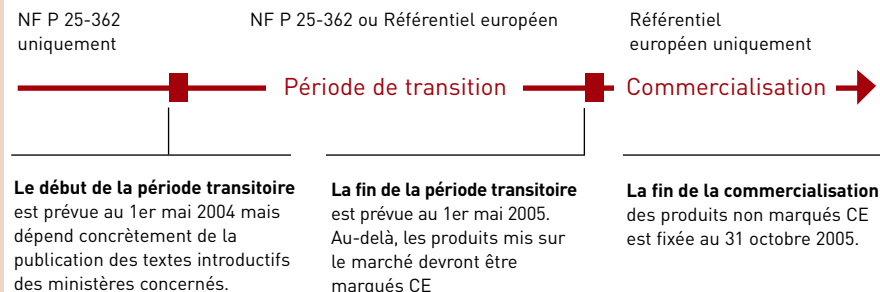 NF P 25-362
uniquement
NF P 25-362 ou Référentiel européen
Référentiel
européen uniquement
Période de transition
Commercialisation
Le début de la période transitoire
est prévue au 1er mai 2004 mais
dépend concrètement de la
publication des textes introductifs
des ministères concernés.
La fin de la période transitoire
est prévue au 1er mai 2005.
Au-delà, les produits mis sur
le marché devront être
marqués CE
La fin de la commercialisation
des produits non marqués CE
est fixée au 31 octobre 2005.